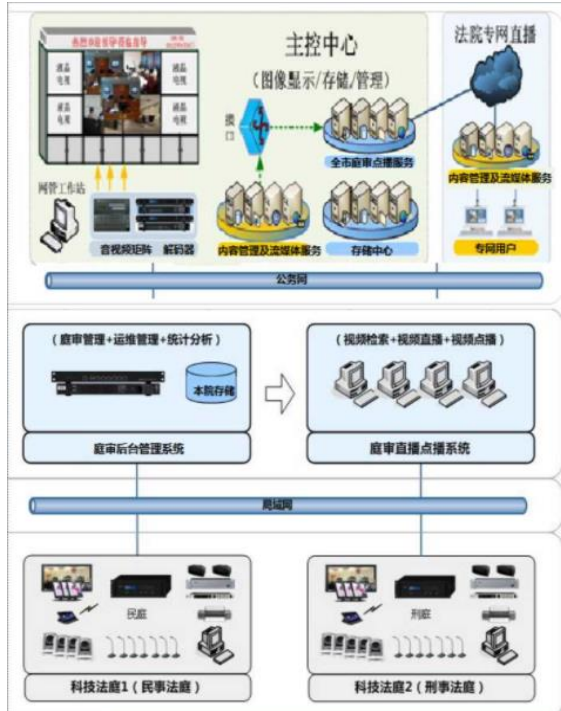 液晶
电视
液晶
电视
液晶
电视
液晶
电视
网管工作站
音视频矩阵
解码器
主控中心
(图像显示/存储/管理)
接
口
全市庭审点播服务
内容管理及流媒体服务
存储中心
法院专网直播
内容管理及流媒体服务
专网用户
公务网
(庭审管理+运维管理+统计分析)
本院存储
庭审后台管理系统
(视频检索+视频直播+视频点播)
庭审直播点播系统
局域网
民庭
科技法庭1(民事法庭)
刑庭
科技法庭2(刑事法庭)